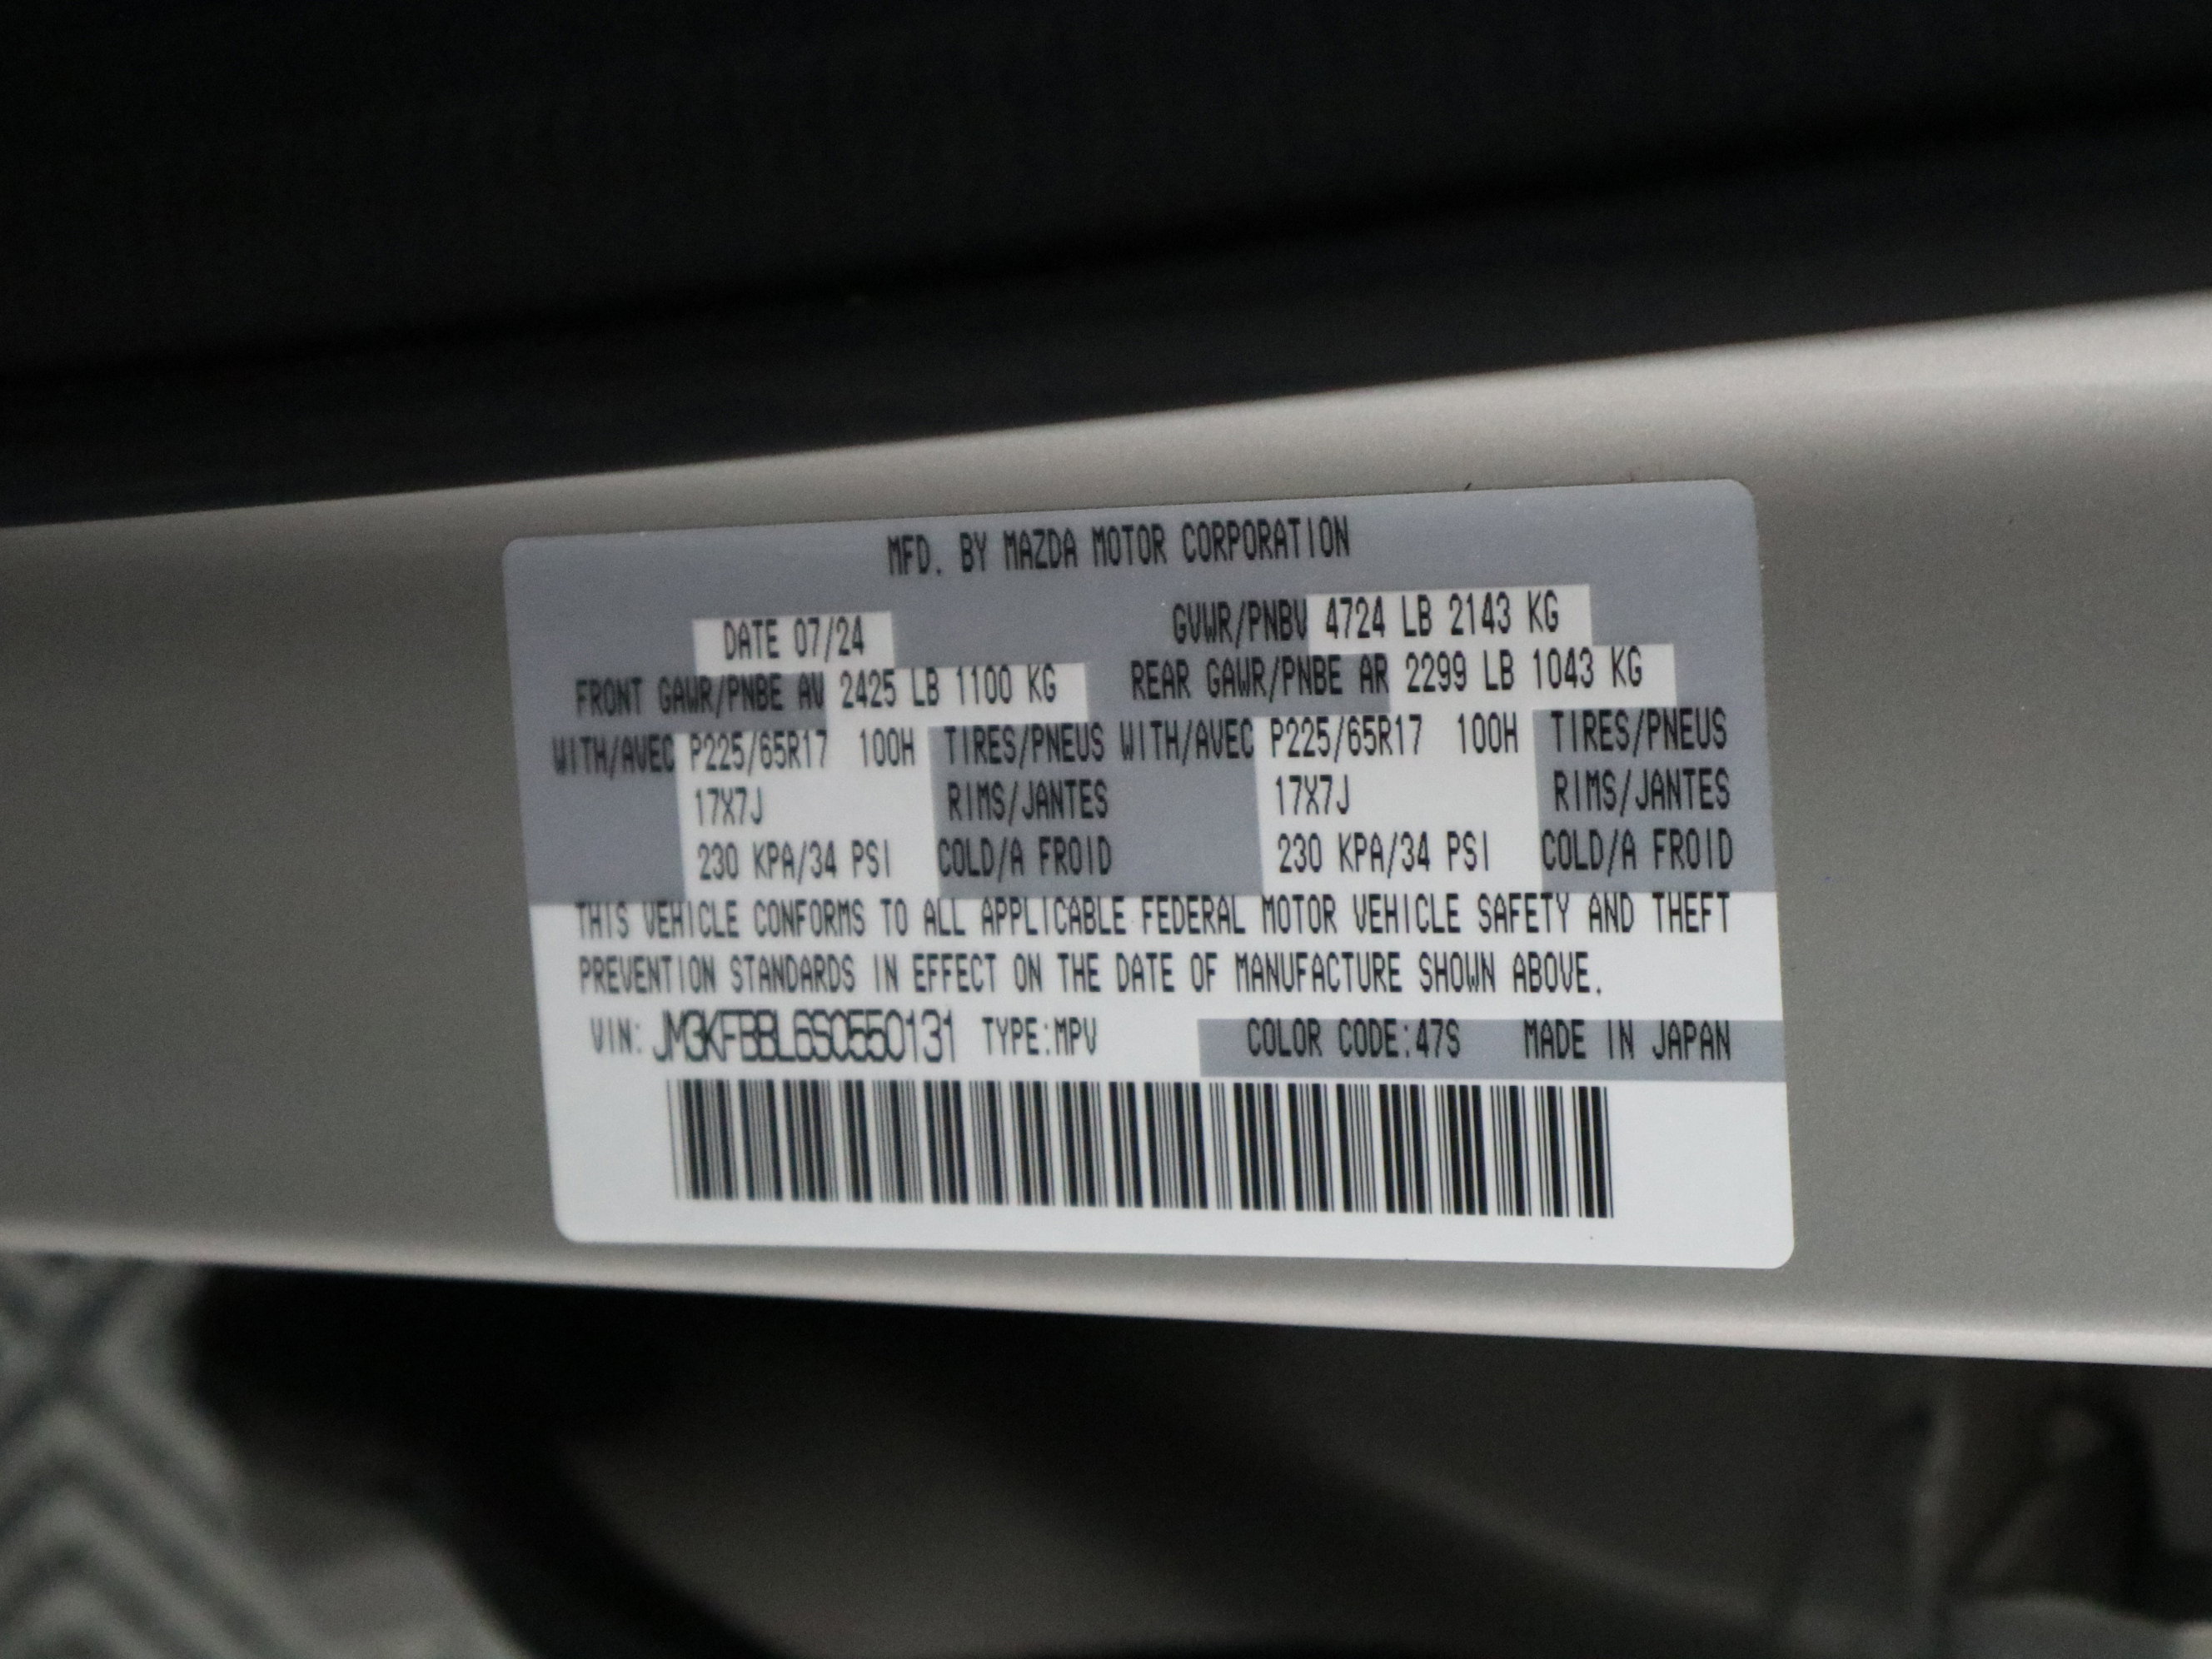 MFD. BY MAZDA MOTOR CORPORATION
DATE 07/24 GVWR/PNBV 4724 LB 2143 KG
FRONT GAWR/PNBE AV 2425 LB 1100 KG REAR GAWR/PNBE AR 2299 LB 1043 KG
WITH/AVEC P225/65R17 100H TIRES/PNEUS WITH/AVEC P225/65R17 100H TIRES/PNEUS
17X7J RIMS/JANTES 17X7J RIMS/JANTES
230 KPA/34 PSI COLD/A FROID 230 KPA/34 PSI COLD/A FROID
THIS VEHICLE CONFORMS TO ALL APPLICABLE FEDERAL MOTOR VEHICLE SAFETY AND THEFT
PREVENTION STANDARDS IN EFFECT ON THE DATE OF MANUFACTURE SHOWN ABOVE.
VIN: JM3KFBBL6S0550131 TYPE:MPV COLOR CODE:47S MADE IN JAPAN